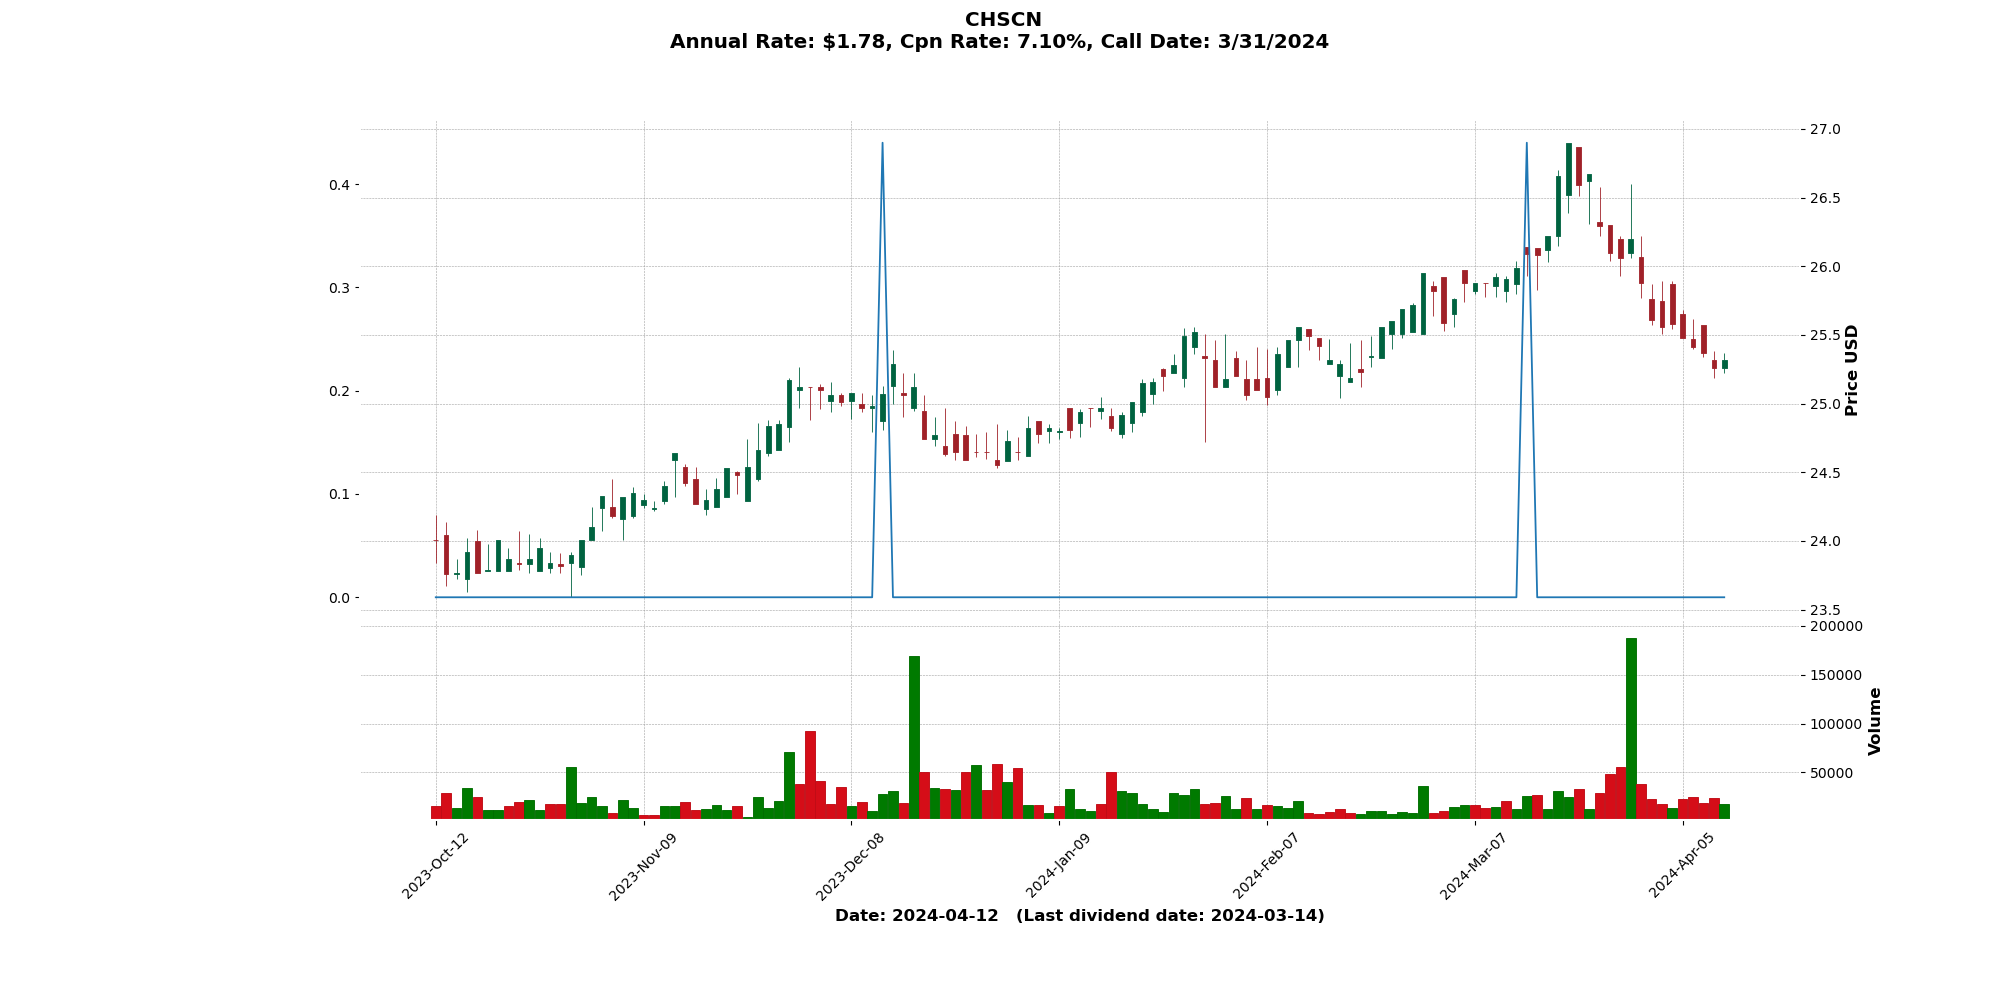 CHSCN
Annual Rate: $1.78, Cpn Rate: 7.10%, Call Date: 3/31/2024
0.4
0.3
0.2
0.1
0.0
27.0
26.5
26.0
25.5
25.0
24.5
24.0
23.5
Price USD
200000
150000
100000
50000
Volume
2023-Oct-12
2023-Nov-09
2023-Dec-08
2024-Jan-09
2024-Feb-07
2024-Mar-07
2024-Apr-05
Date: 2024-04-12   (Last dividend date: 2024-03-14)